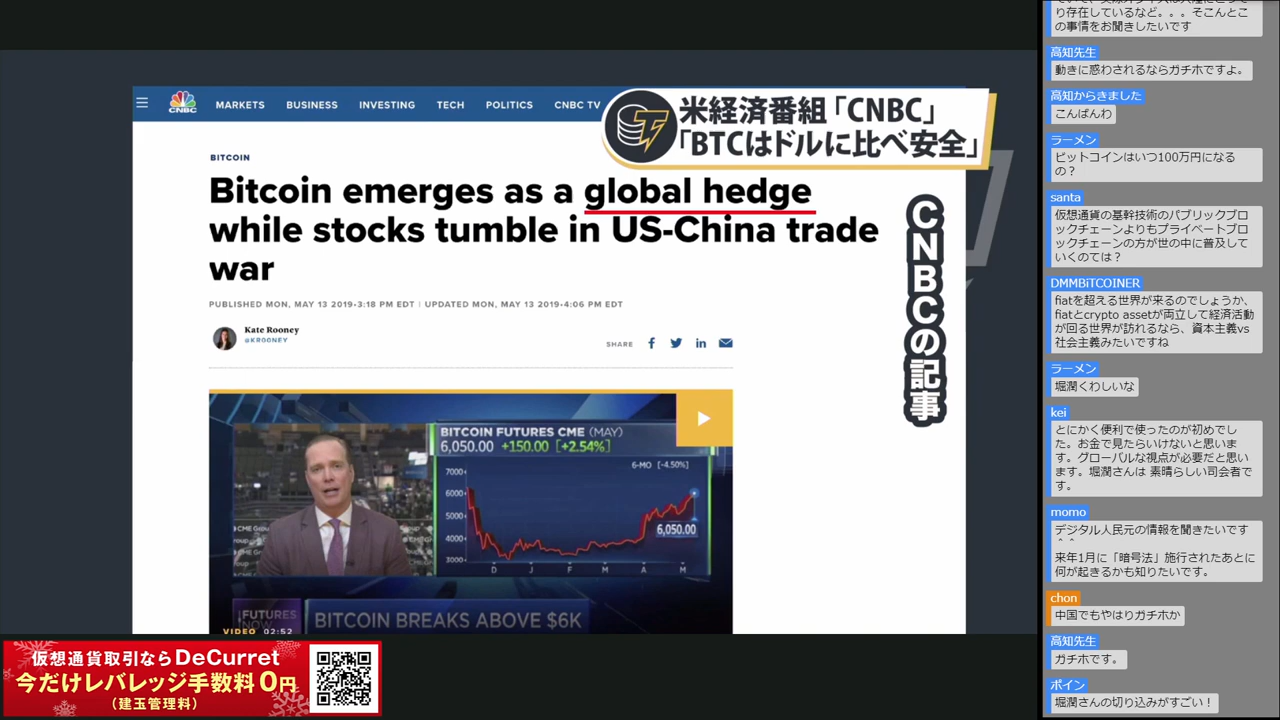 CNBC
MARKETS
BUSINESS
INVESTING
TECH
POLITICS
CNBC TV
米経済番組「CNBC」
「BTCはドルに比べ安全」
BITCOIN
Bitcoin emerges as a global hedge
while stocks tumble in US-China trade
war
PUBLISHED MON, MAY 13 2019•3:18 PM EDT | UPDATED MON, MAY 13 2019•4:06 PM EDT
Kate Rooney
@KROONEY
SHARE
CNBCの記事
BITCOIN FUTURES CME (MAY)
6,050.00 +150.00 [+2.54%]
6-MO [-4.50%]
7000
6000
5000
4000
3000
6,050.00
D J F M A M
FUTURES
NOW
BITCOIN BREAKS ABOVE $6K
VIDEO 02:52
仮想通貨取引ならDeCurret
今だけレバレッジ手数料0円
(建玉管理料)
り存在しているなど。。。そこんとこ
の事情をお聞きしたいです
高知先生
動きに惑わされるならガチホですよ。
高知からきました
こんばんわ
ラーメン
ビットコインはいつ100万円になる
の？
santa
仮想通貨の基幹技術のパブリックブロ
ックチェーンよりもプライベートブロ
ックチェーンの方が世の中に普及して
いくのでは？
DMMBiTCOINER
fiatを超える世界が来るのでしょうか、
fiatとcrypto assetが両立して経済活動
が回る世界が訪れるなら、資本主義vs
社会主義みたいですね
ラーメン
堀潤くわしいな
kei
とにかく便利で使ったのが初めてでし
た。お金で見たらいけないと思いま
す。グローバルな視点が必要だと思い
ます。堀潤さんは 素晴らしい司会者で
す。
momo
デジタル人民元の情報を聞きたいです
＾＾
来年1月に「暗号法」施行されたあとに
何が起きるかも知りたいです。
chon
中国でもやはりガチホか
高知先生
ガチホです。
ボイン
堀潤さんの切り込みがすごい！